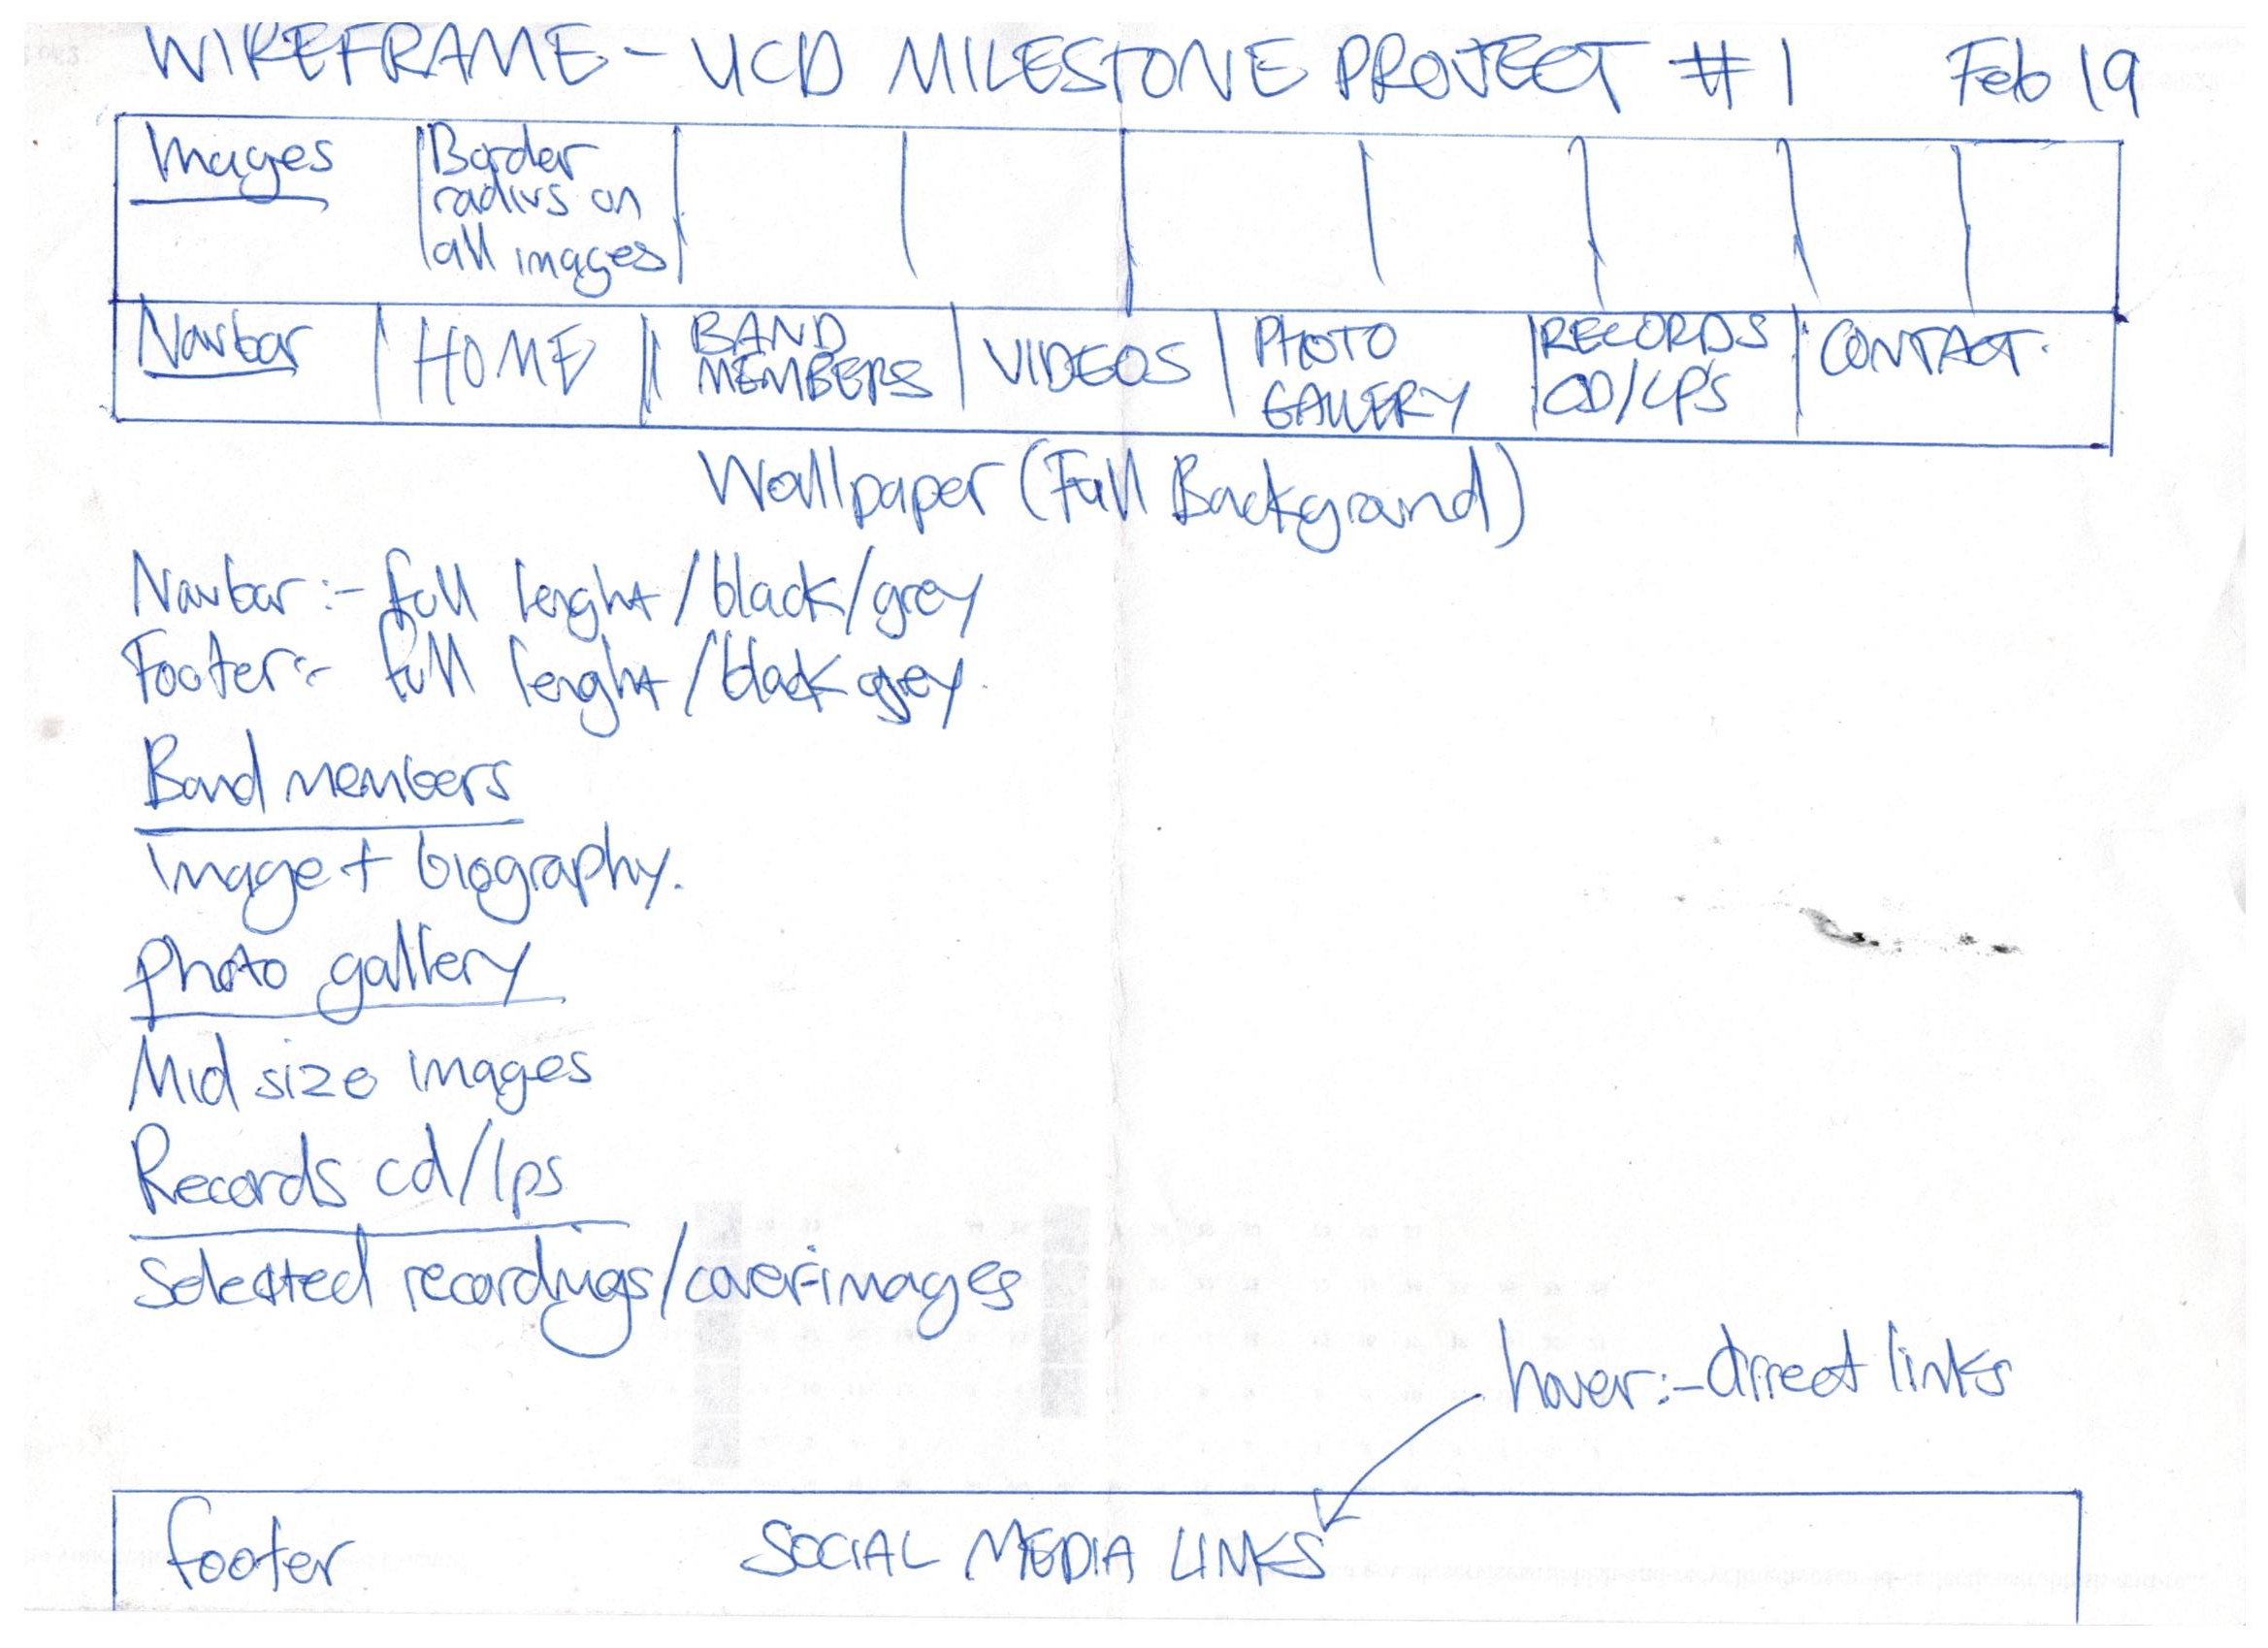 WIREFRAME - UCD MILESTONE PROJECT #1 Feb 19
Images
Border
radius on
all images
Navbar HOME BAND MEMBERS VIDEOS PHOTO GALLERY RECORDS CD/LP'S CONTACT.
Wallpaper (Full Background)
Navbar:- full lenght/black/grey
Footer:- full lenght/black grey.
Band members
Image + biography.
photo gallery
Mid size images
Records cd/lps
Selected recordings/cover-images
hover:- direct links
footer SOCIAL MEDIA LINKS